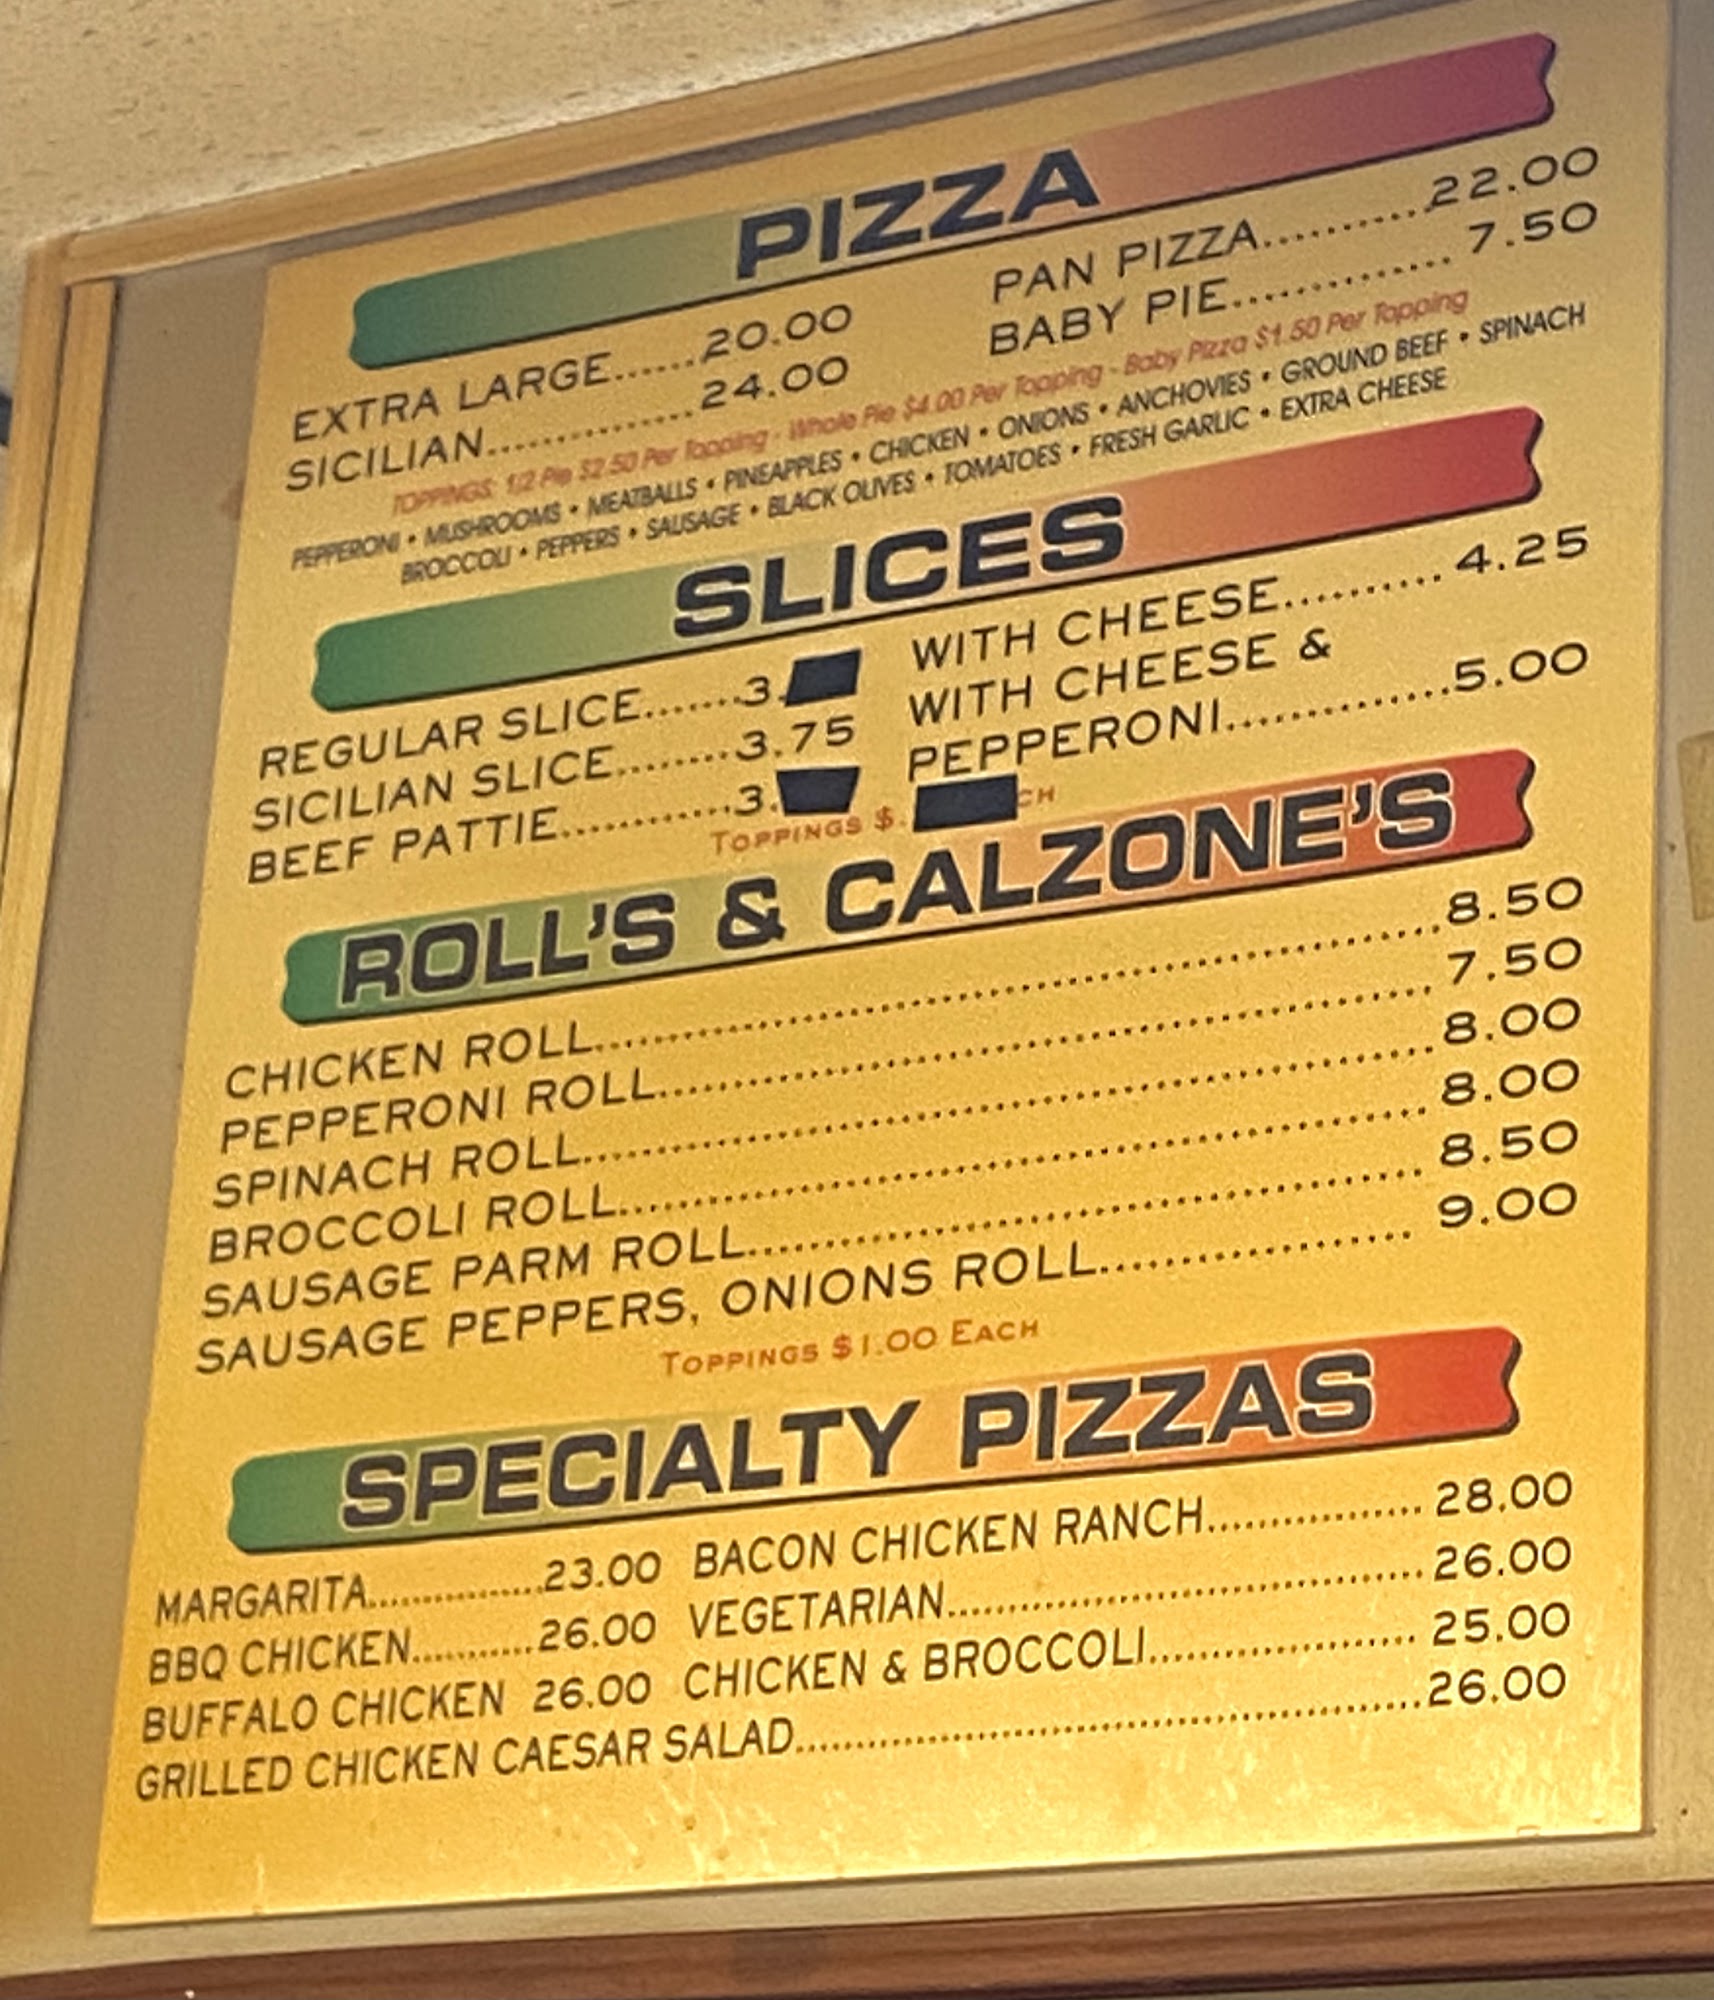 PIZZA
EXTRA LARGE......20.00
SICILIAN..............24.00
PAN PIZZA..........22.00
BABY PIE.............. 7.50
TOPPINGS: 1/2 Pie $2.50 Per Topping - Whole Pie $4.00 Per Topping - Baby Pizza $1.50 Per Topping
PEPPERONI • MUSHROOMS • MEATBALLS • PINEAPPLES • CHICKEN • ONIONS • ANCHOVIES • GROUND BEEF • SPINACH
BROCCOLI • PEPPERS • SAUSAGE • BLACK OLIVES • TOMATOES • FRESH GARLIC • EXTRA CHEESE
SLICES
REGULAR SLICE.......3.
SICILIAN SLICE........3.75
BEEF PATTIE............3.
WITH CHEESE.......... 4.25
WITH CHEESE &
PEPPERONI...............5.00
TOPPINGS $.
ROLL'S & CALZONE'S
CHICKEN ROLL..........................................................8.50
PEPPERONI ROLL..................................................... 7.50
SPINACH ROLL.........................................................8.00
BROCCOLI ROLL...................................................... 8.00
SAUSAGE PARM ROLL............................................. 8.50
SAUSAGE PEPPERS, ONIONS ROLL.................... 9.00
TOPPINGS $1.00 EACH
SPECIALTY PIZZAS
MARGARITA................23.00
BBQ CHICKEN...........26.00
BUFFALO CHICKEN 26.00
BACON CHICKEN RANCH................. 28.00
VEGETARIAN..................................... 26.00
CHICKEN & BROCCOLI..................... 25.00
GRILLED CHICKEN CAESAR SALAD................................................26.00